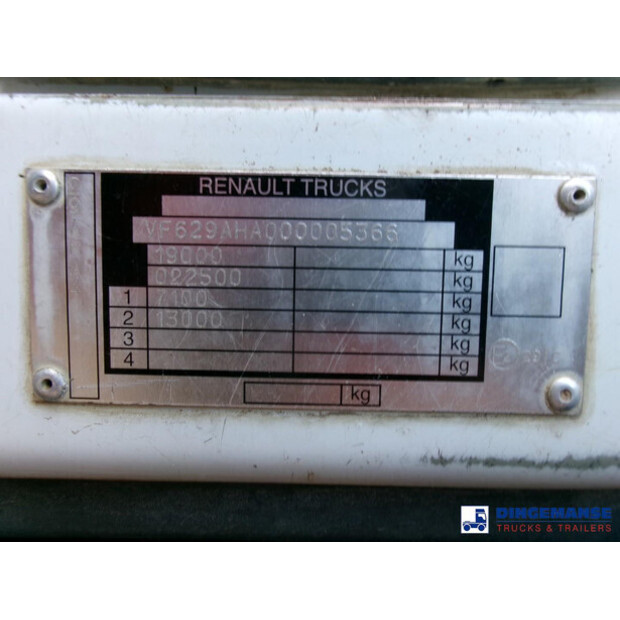 RENAULT TRUCKS
VF629AHA000005366
19000 kg
022500 kg
1 7100 kg
2 13000 kg
3 kg
4 kg
kg
DINGEMANSE
TRUCKS & TRAILERS